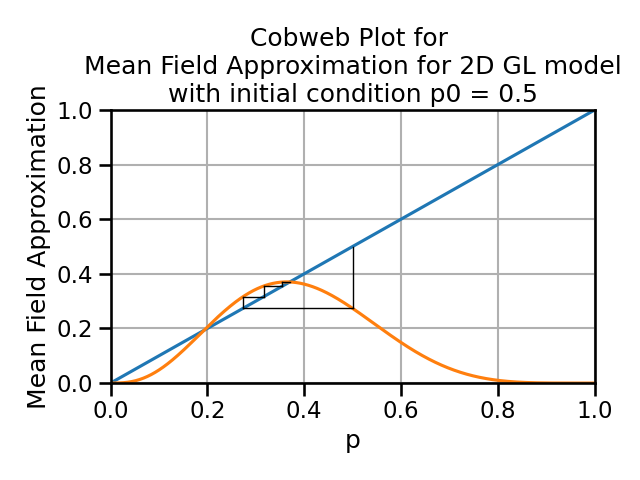 Cobweb Plot for
Mean Field Approximation for 2D GL model
with initial condition p0 = 0.5
Mean Field Approximation
1.0
0.8
0.6
0.4
0.2
0.0
0.0 0.2 0.4 0.6 0.8 1.0
p